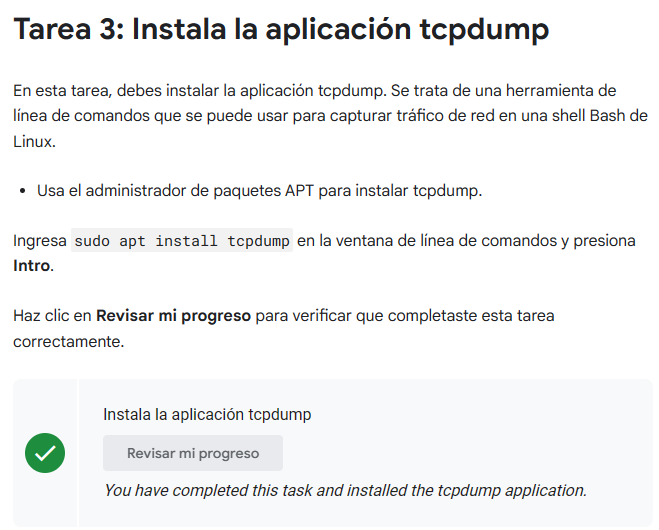 Tarea 3: Instala la aplicación tcpdump
En esta tarea, debes instalar la aplicación tcpdump. Se trata de una herramienta de
línea de comandos que se puede usar para capturar tráfico de red en una shell Bash de
Linux.
• Usa el administrador de paquetes APT para instalar tcpdump.
Ingresa sudo apt install tcpdump en la ventana de línea de comandos y presiona
Intro.
Haz clic en Revisar mi progreso para verificar que completaste esta tarea
correctamente.
Instala la aplicación tcpdump
Revisar mi progreso
You have completed this task and installed the tcpdump application.